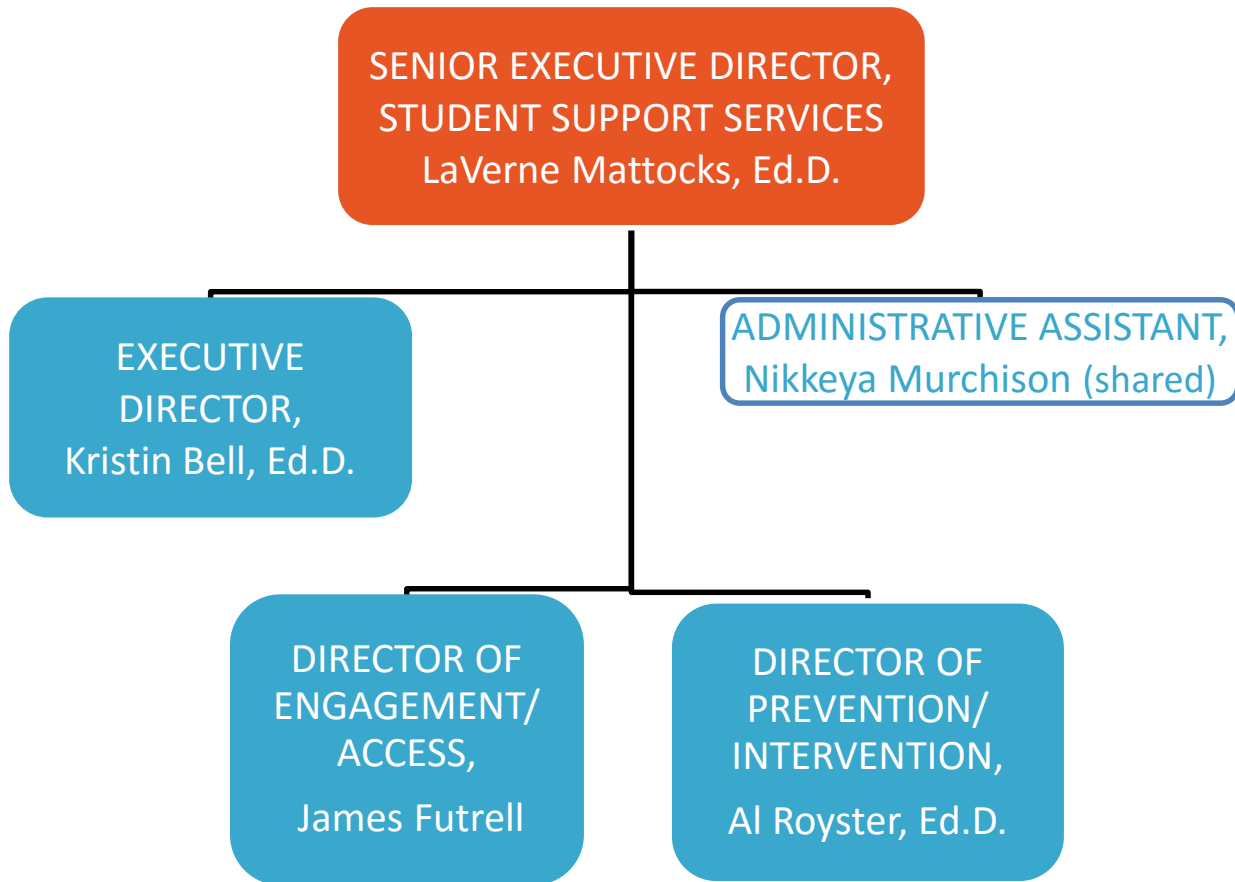 SENIOR EXECUTIVE DIRECTOR,
STUDENT SUPPORT SERVICES
LaVerne Mattocks, Ed.D.
EXECUTIVE
DIRECTOR,
Kristin Bell, Ed.D.
ADMINISTRATIVE ASSISTANT,
Nikkeya Murchison (shared)
DIRECTOR OF
ENGAGEMENT/
ACCESS,
James Futrell
DIRECTOR OF
PREVENTION/
INTERVENTION,
Al Royster, Ed.D.